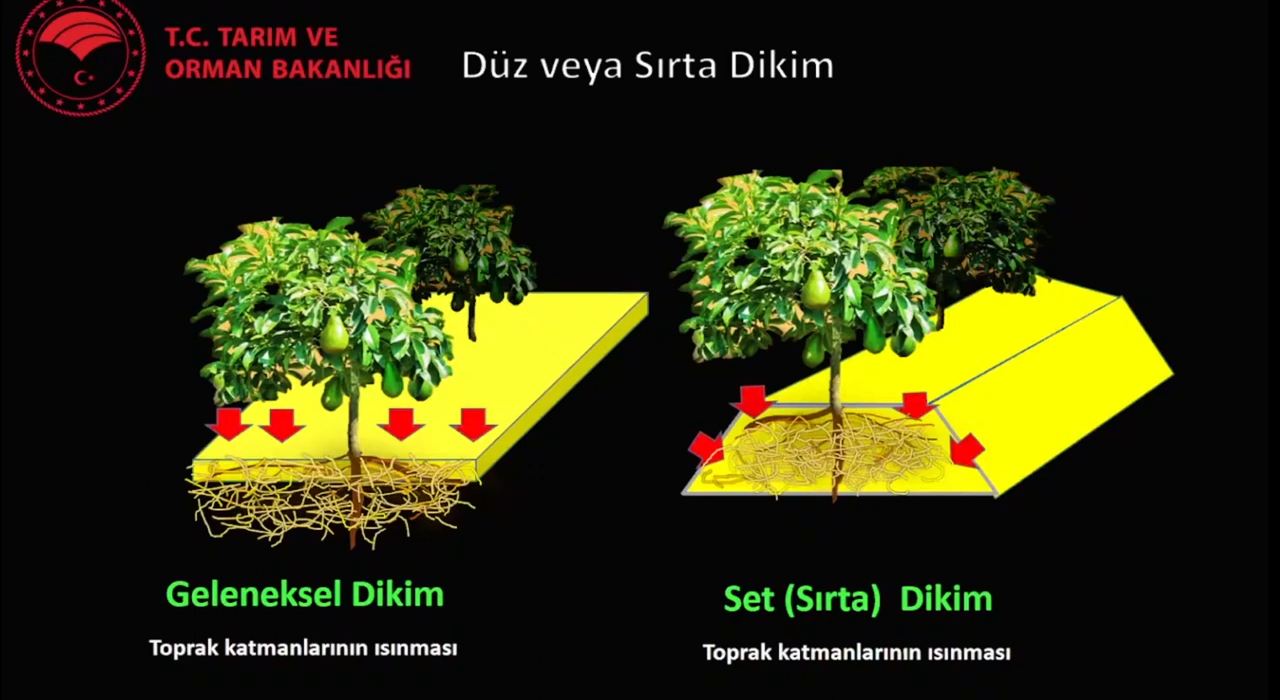 T.C. TARIM VE
ORMAN BAKANLIĞI
Düz veya Sırta Dikim
Geleneksel Dikim
Toprak katmanlarının ısınması
Set (Sırta) Dikim
Toprak katmanlarının ısınması